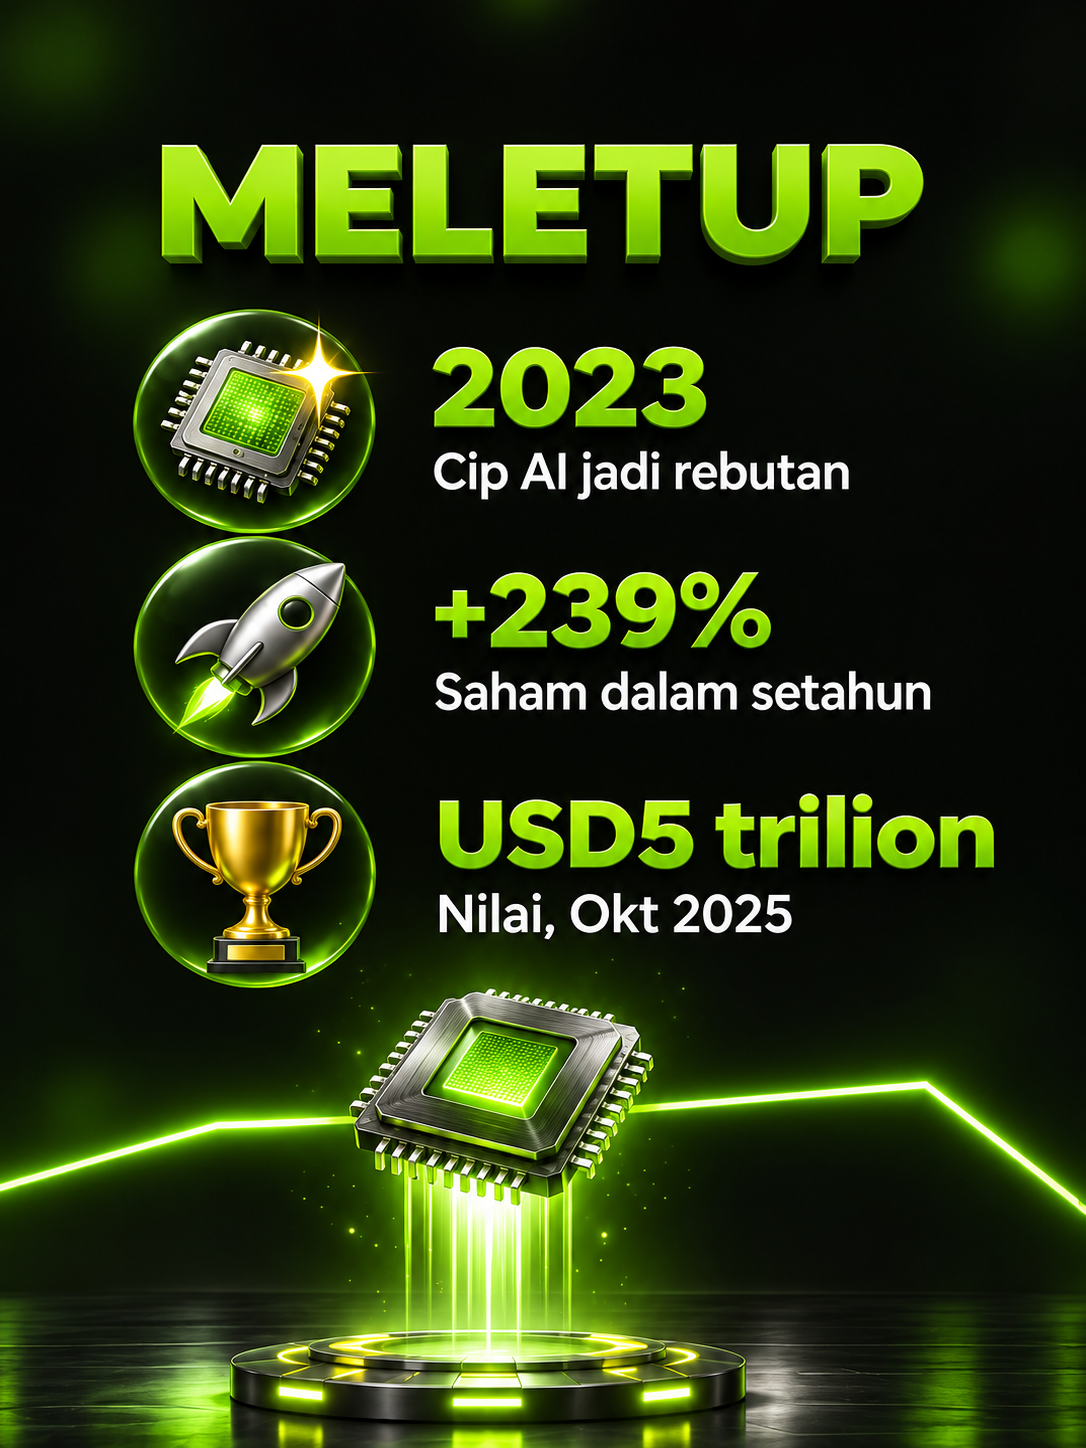 MELETUP
2023
Cip AI jadi rebutan
+239%
Saham dalam setahun
USD5 trilion
Nilai, Okt 2025